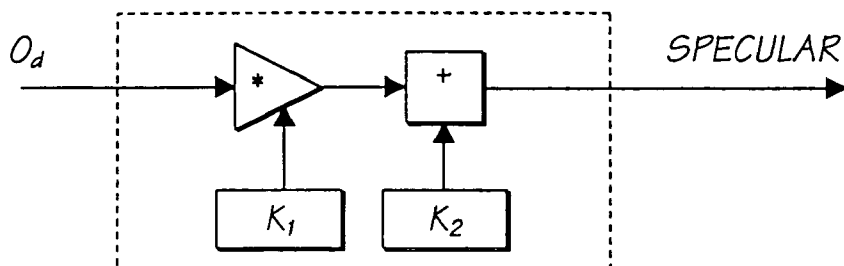 O_d
SPECULAR
*
+
K_1
K_2